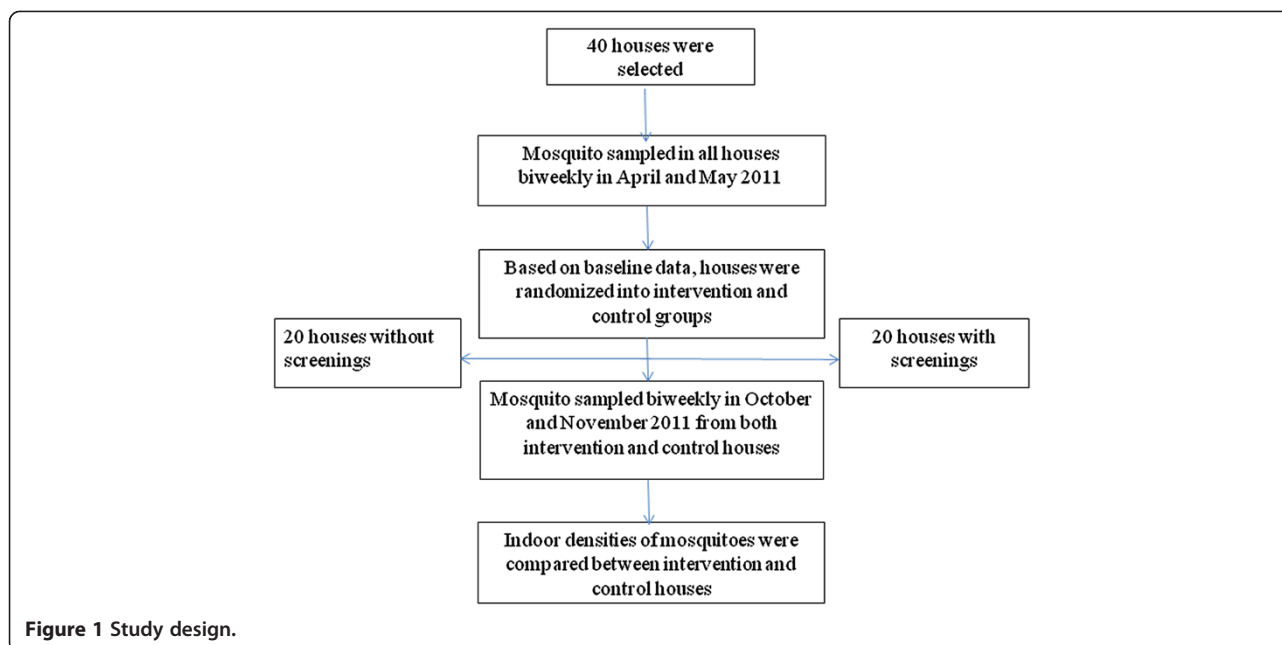 40 houses were
selected
Mosquito sampled in all houses
biweekly in April and May 2011
Based on baseline data, houses were
randomized into intervention and
control groups
20 houses without
screenings
20 houses with
screenings
Mosquito sampled biweekly in October
and November 2011 from both
intervention and control houses
Indoor densities of mosquitoes were
compared between intervention and
control houses
Figure 1 Study design.